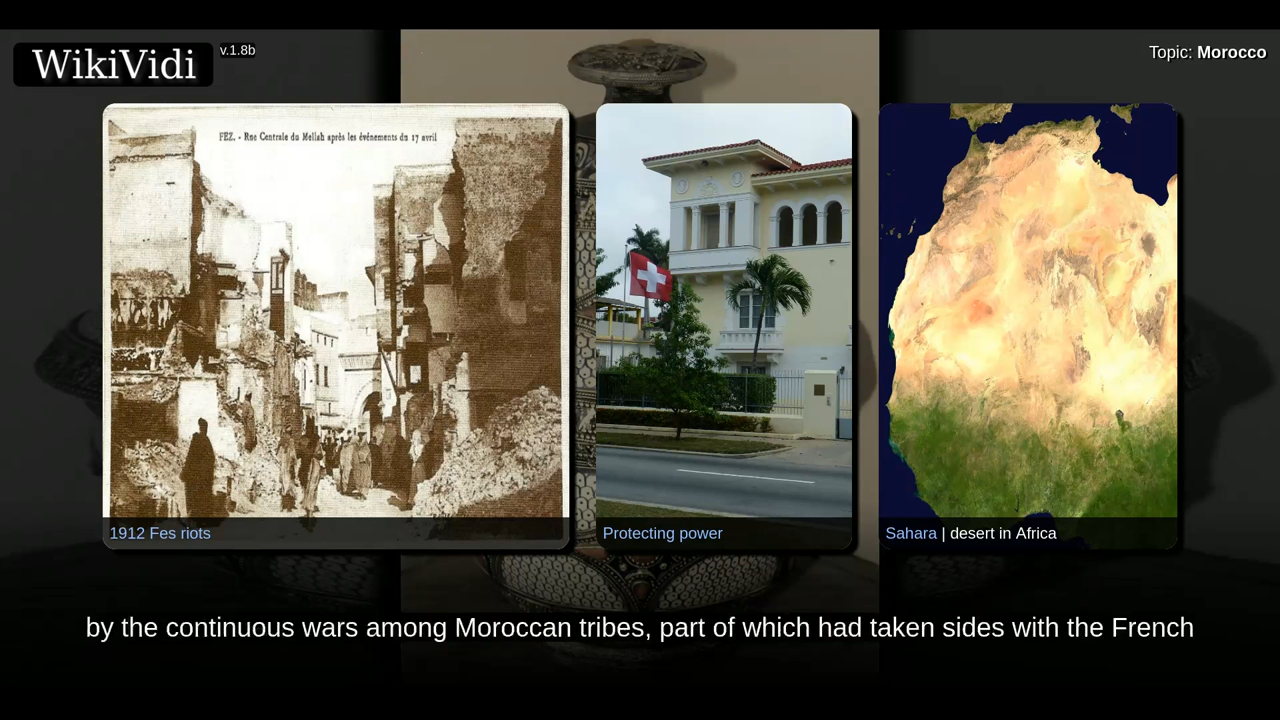 WikiVidi
v.1.8b
Topic: Morocco
FEZ. - Rue Centrale du Mellah après les événements du 17 avril
1912 Fes riots
Protecting power
Sahara | desert in Africa
by the continuous wars among Moroccan tribes, part of which had taken sides with the French